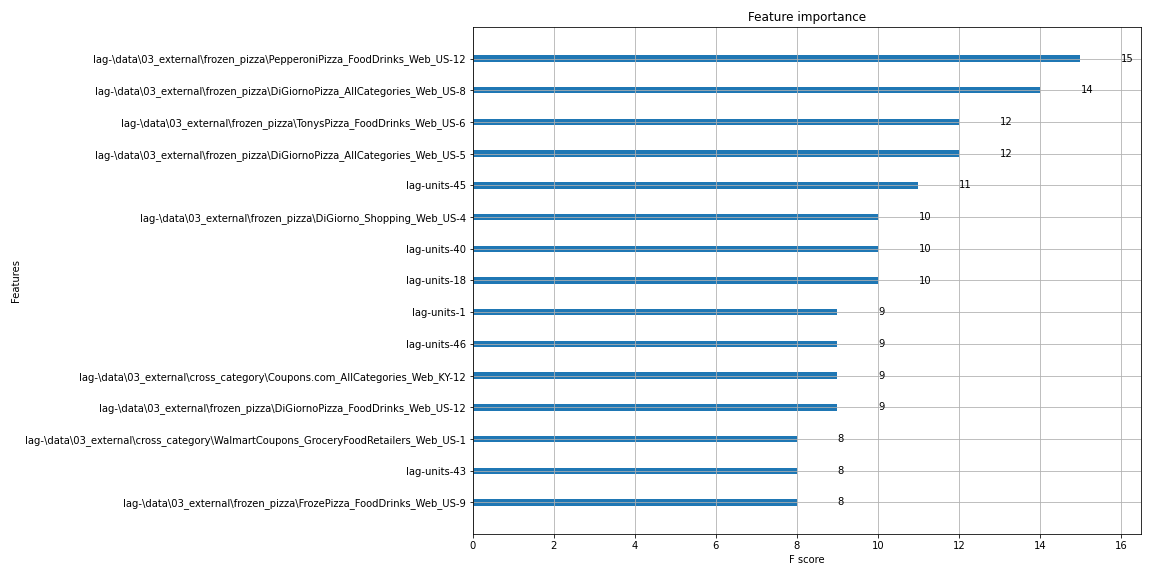 Feature importance
lag-\data\03_external\frozen_pizza\PepperoniPizza_FoodDrinks_Web_US-12 15
lag-\data\03_external\frozen_pizza\DiGiornoPizza_AllCategories_Web_US-8 14
lag-\data\03_external\frozen_pizza\TonysPizza_FoodDrinks_Web_US-6 12
lag-\data\03_external\frozen_pizza\DiGiornoPizza_AllCategories_Web_US-5 12
lag-units-45 11
lag-\data\03_external\frozen_pizza\DiGiorno_Shopping_Web_US-4 10
lag-units-40 10
lag-units-18 10
lag-units-1 9
lag-units-46 9
lag-\data\03_external\cross_category\Coupons.com_AllCategories_Web_KY-12 9
lag-\data\03_external\frozen_pizza\DiGiornoPizza_FoodDrinks_Web_US-12 9
lag-\data\03_external\cross_category\WalmartCoupons_GroceryFoodRetailers_Web_US-1 8
lag-units-43 8
lag-\data\03_external\frozen_pizza\FrozePizza_FoodDrinks_Web_US-9 8
Features
0 2 4 6 8 10 12 14 16
F score